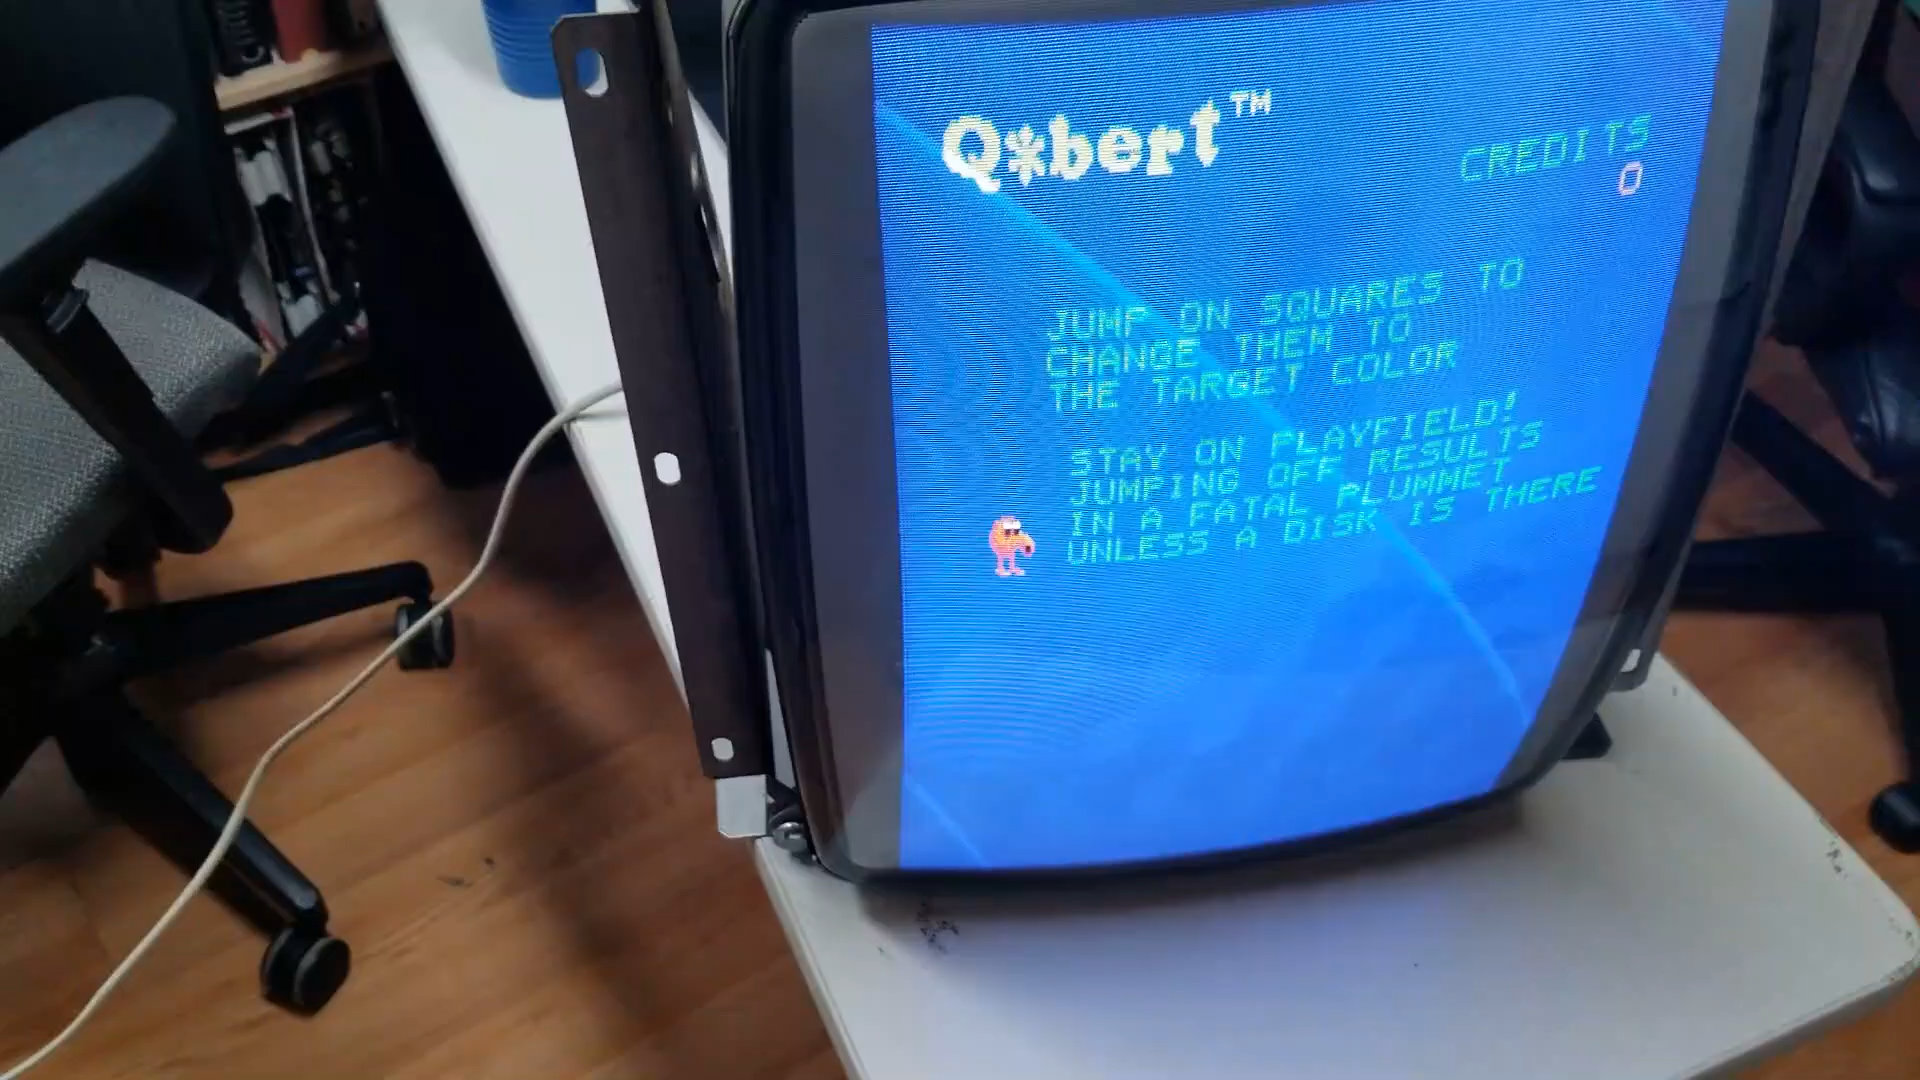 Q*bert™
CREDITS
0
JUMP ON SQUARES TO
CHANGE THEM TO
THE TARGET COLOR
STAY ON PLAYFIELD!
JUMPING OFF RESULTS
IN A FATAL PLUMMET
UNLESS A DISK IS THERE